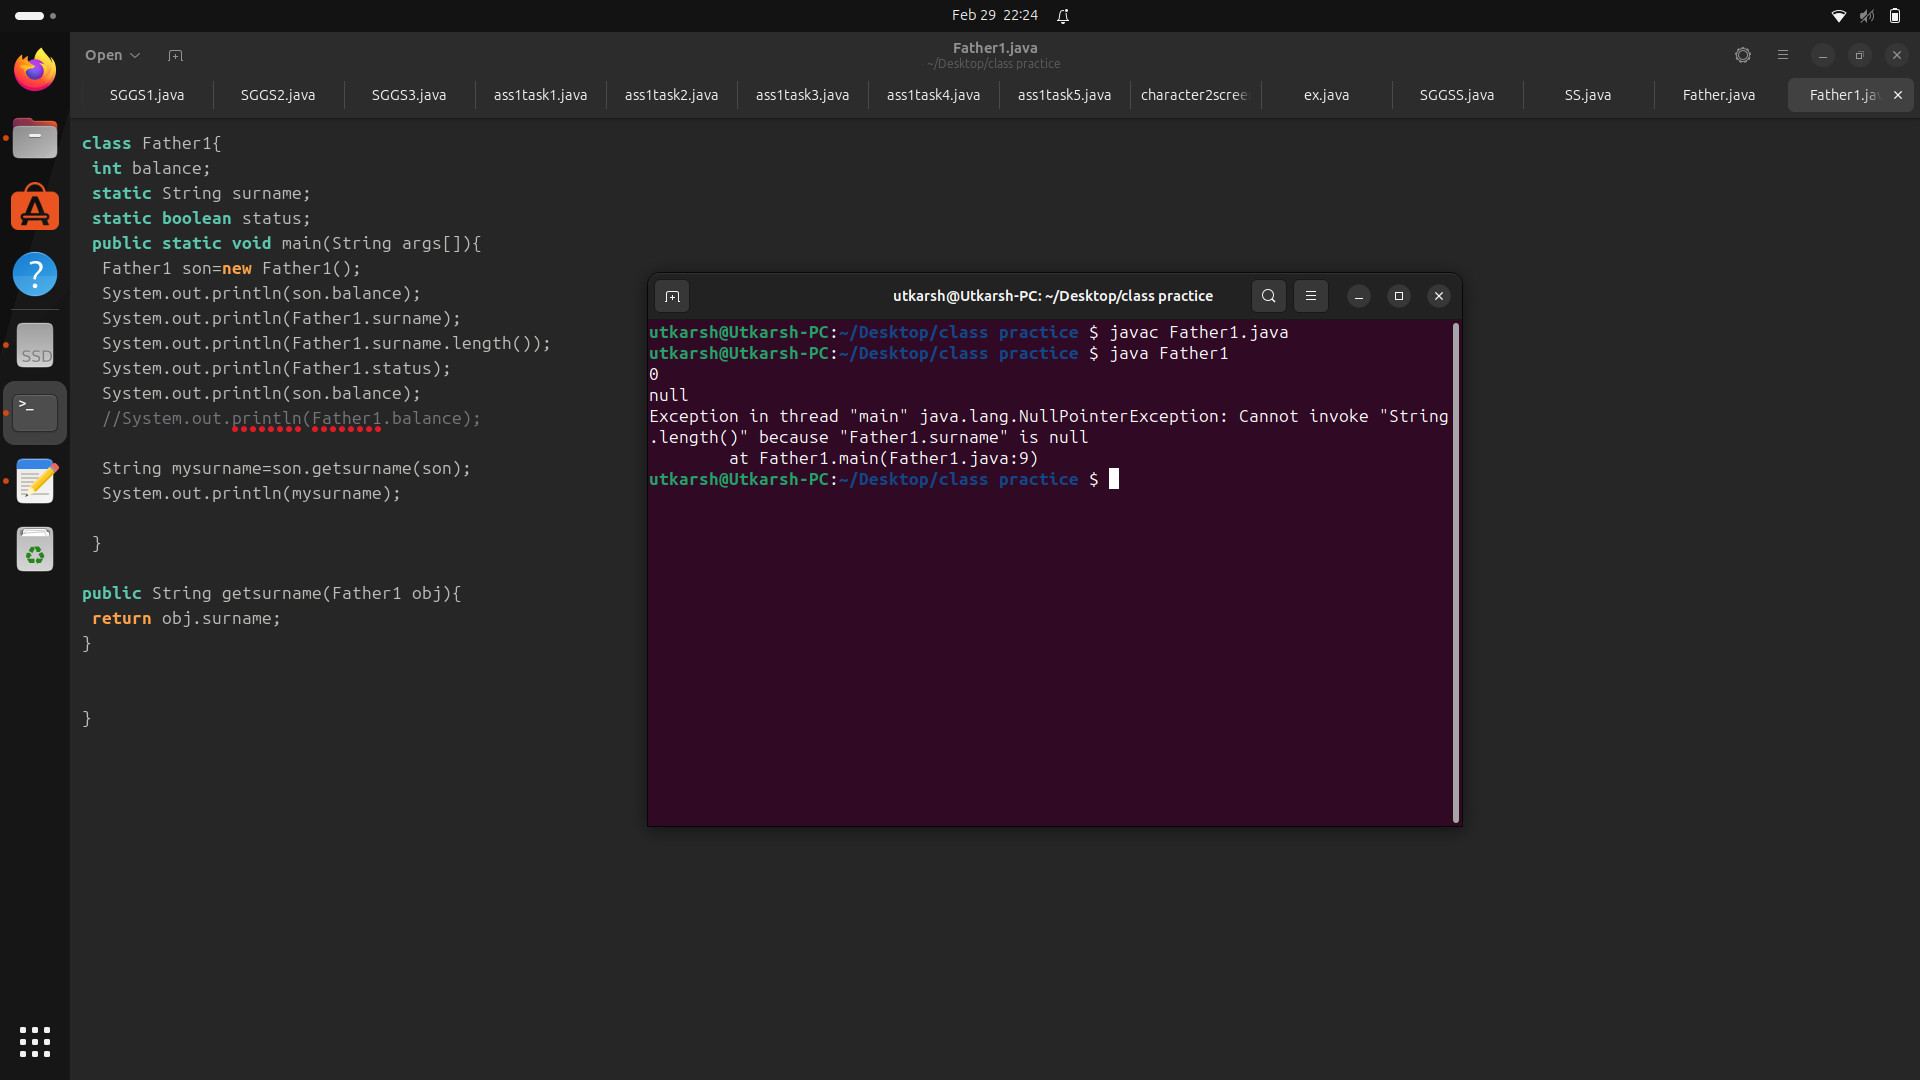 Feb 29 22:24
Open
Father1.java
~/Desktop/class practice
SGGS1.java
SGGS2.java
SGGS3.java
ass1task1.java
ass1task2.java
ass1task3.java
ass1task4.java
ass1task5.java
character2scree
ex.java
SGGSS.java
SS.java
Father.java
Father1.jav
class Father1{
int balance;
static String surname;
static boolean status;
public static void main(String args[]){
Father1 son=new Father1();
System.out.println(son.balance);
System.out.println(Father1.surname);
System.out.println(Father1.surname.length());
System.out.println(Father1.status);
System.out.println(son.balance);
//System.out.println(Father1.balance);
String mysurname=son.getsurname(son);
System.out.println(mysurname);
}
public String getsurname(Father1 obj){
return obj.surname;
}
}
SSD
>_
utkarsh@Utkarsh-PC: ~/Desktop/class practice
utkarsh@Utkarsh-PC:~/Desktop/class practice $ javac Father1.java
utkarsh@Utkarsh-PC:~/Desktop/class practice $ java Father1
0
null
Exception in thread "main" java.lang.NullPointerException: Cannot invoke "String
.length()" because "Father1.surname" is null
at Father1.main(Father1.java:9)
utkarsh@Utkarsh-PC:~/Desktop/class practice $